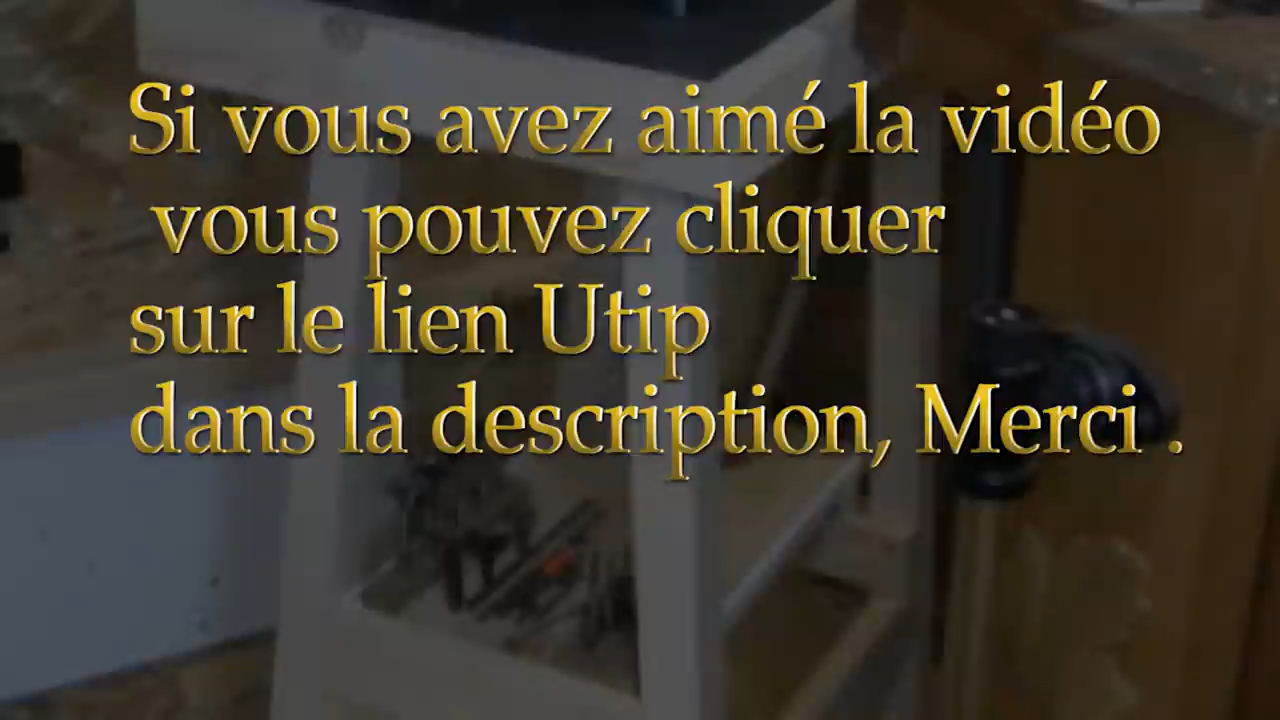 Si vous avez aimé la vidéo
vous pouvez cliquer
sur le lien Utip
dans la description, Merci .